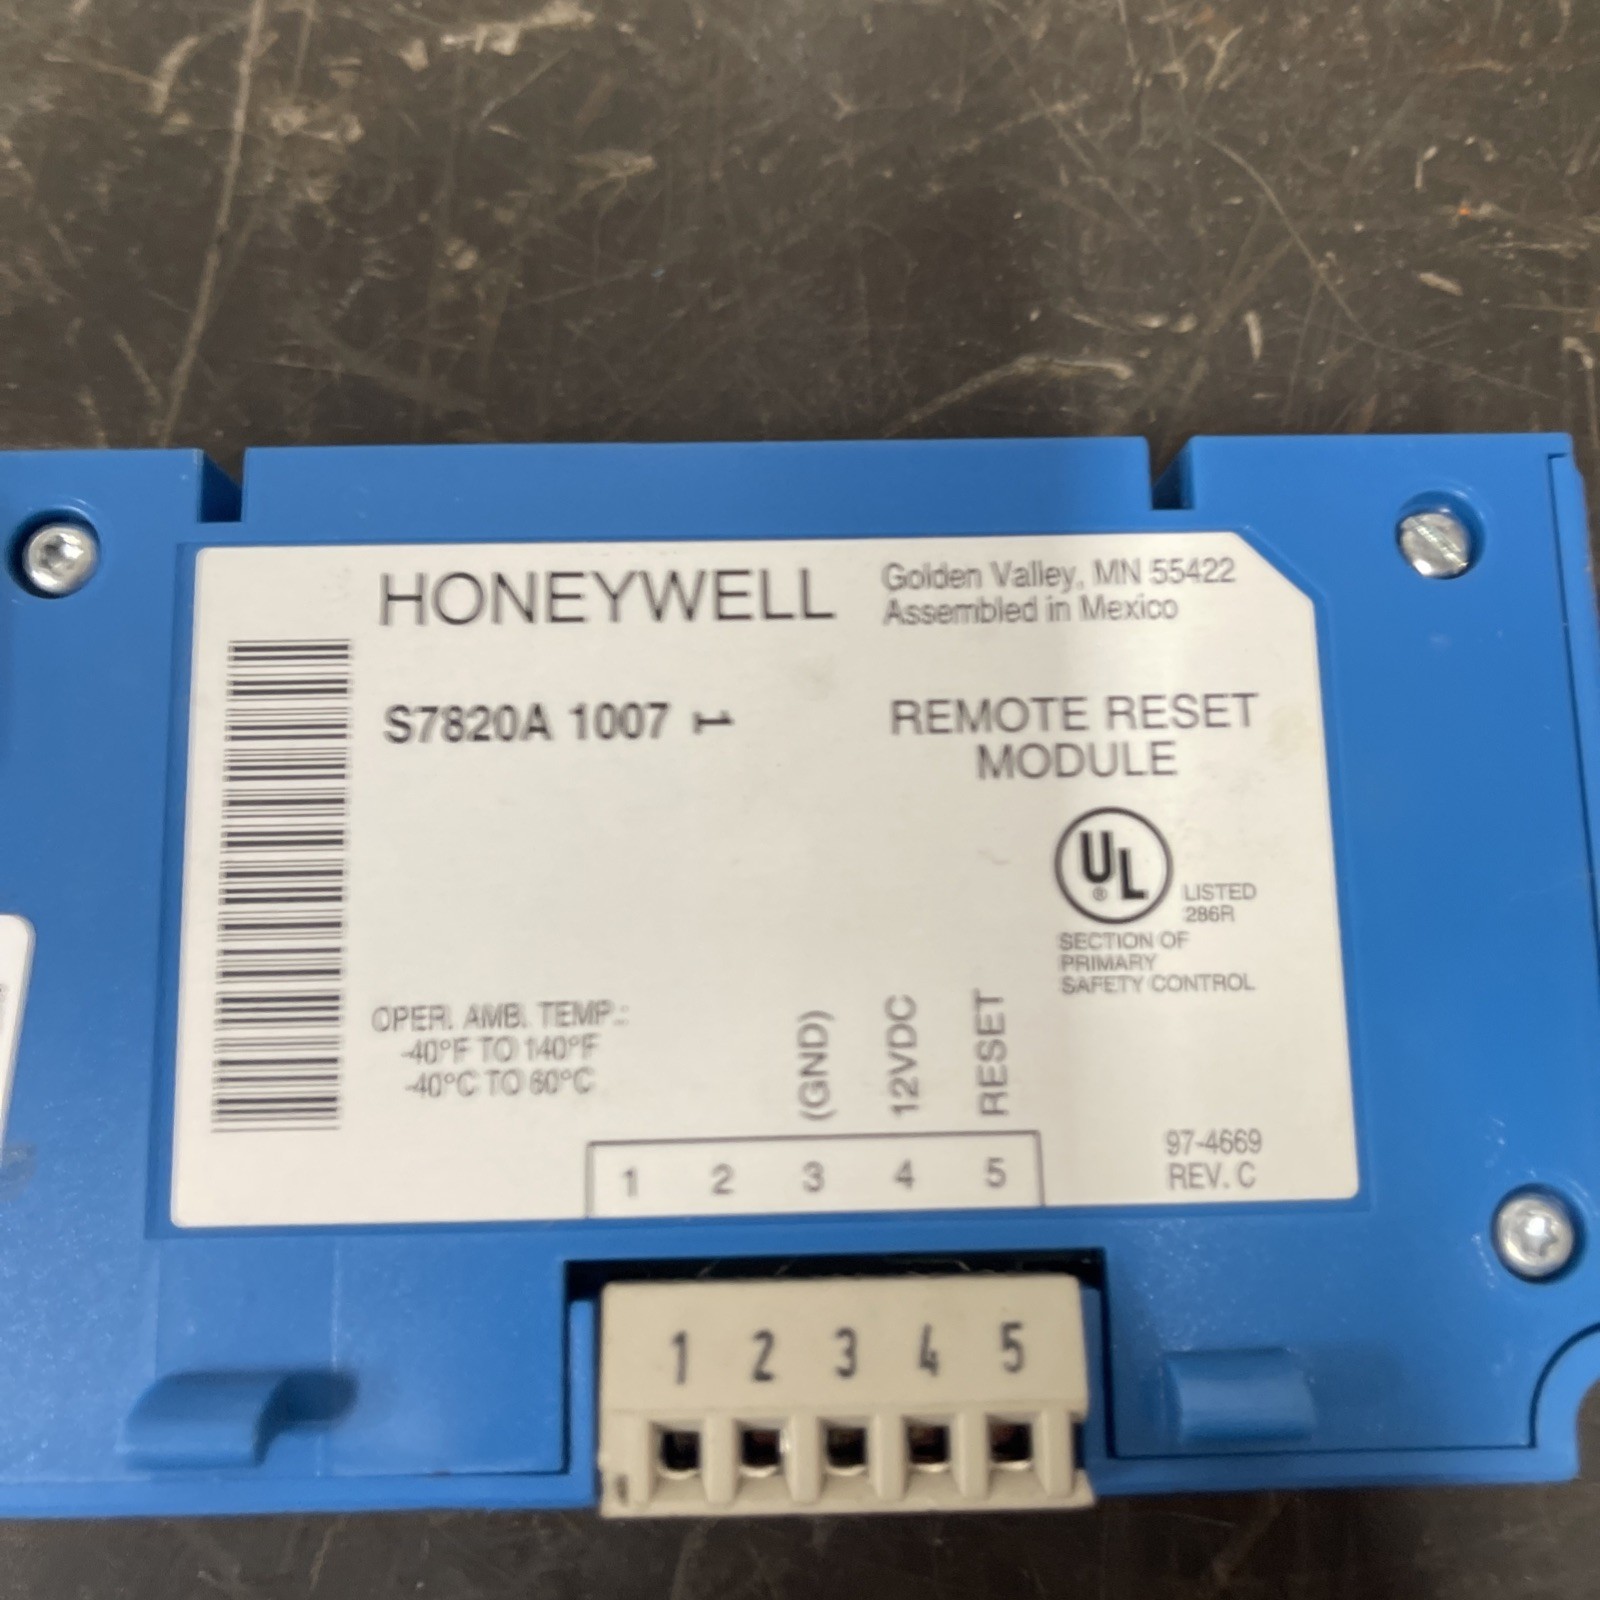 HONEYWELL
Golden Valley, MN 55422
Assembled in Mexico
S7820A 1007 1
REMOTE RESET
MODULE
UL
®
LISTED
286R
SECTION OF
PRIMARY
SAFETY CONTROL
OPER. AMB. TEMP.:
-40°F TO 140°F
-40°C TO 60°C
(GND)
12VDC
RESET
1 2 3 4 5
97-4669
REV. C
1 2 3 4 5